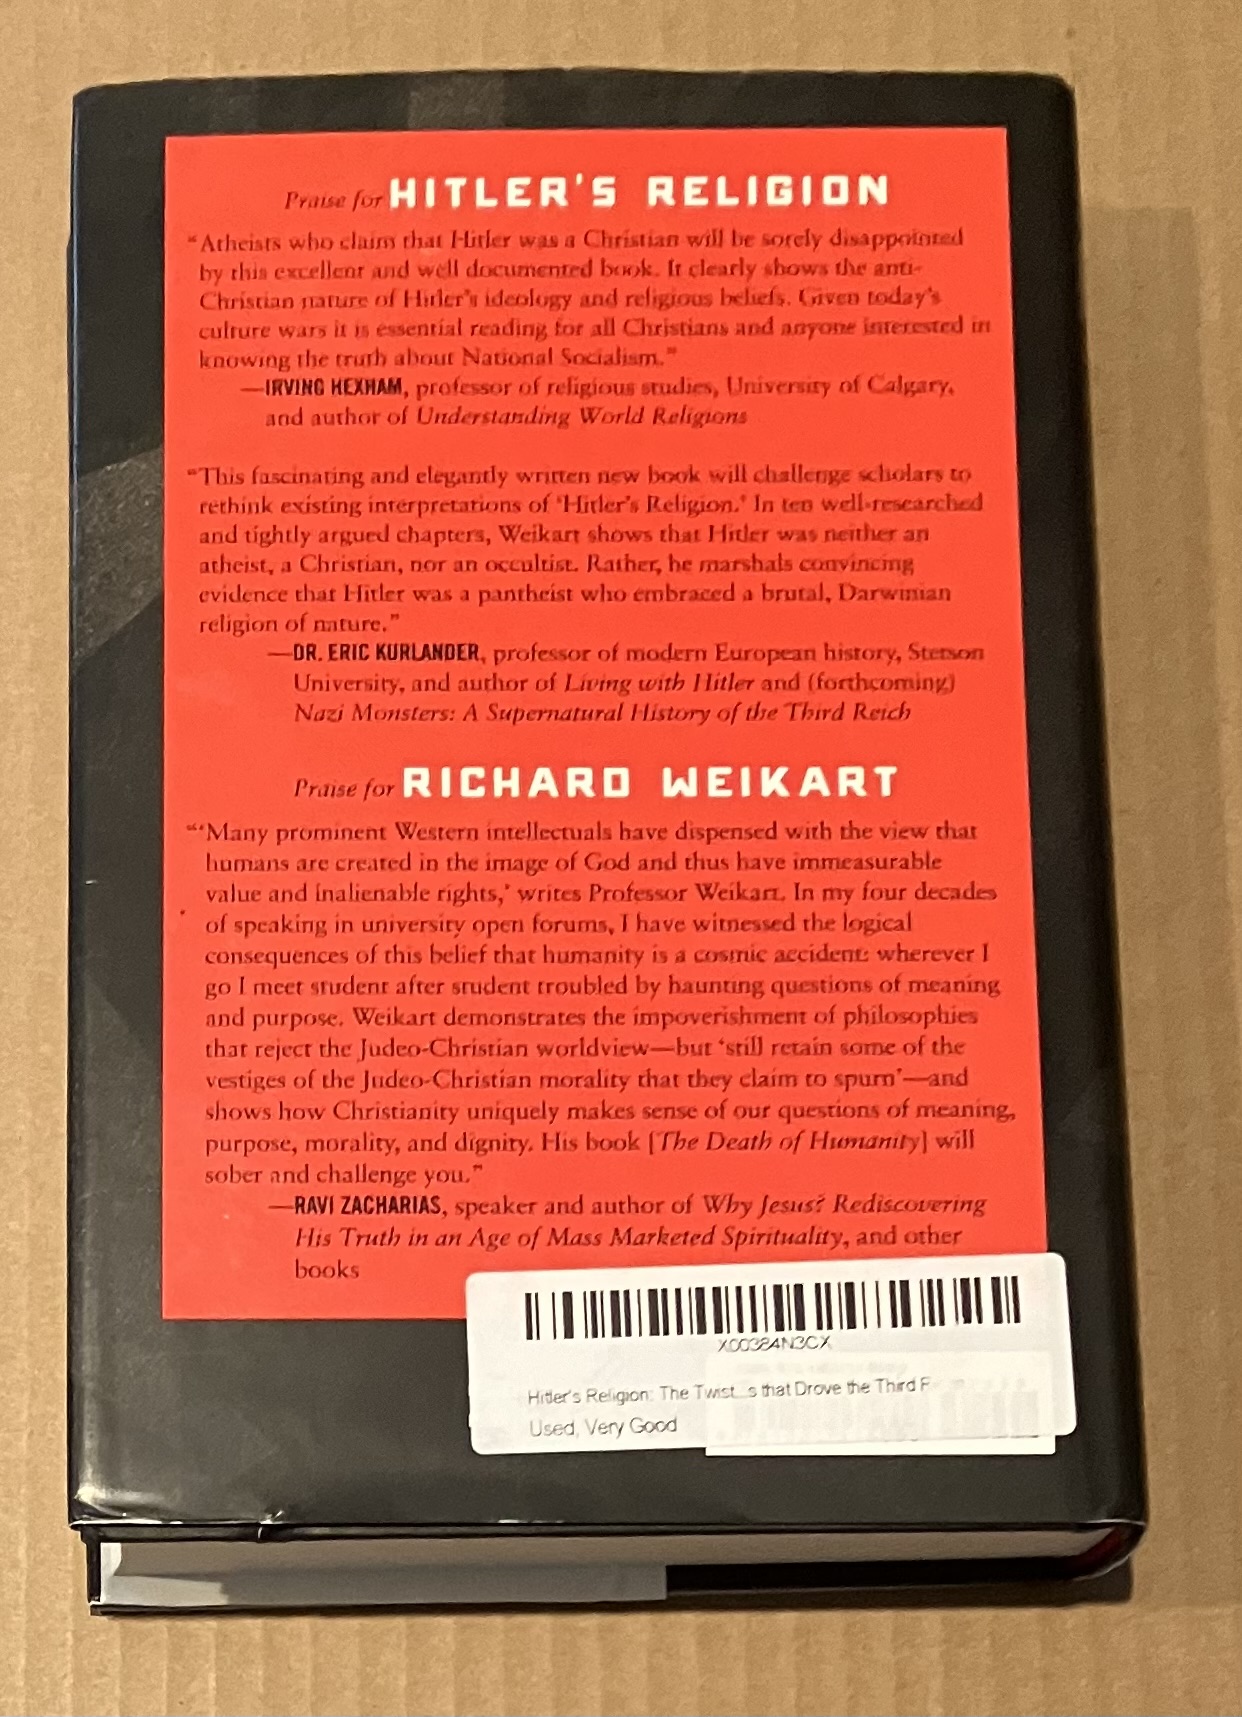 Praise for HITLER'S RELIGION
“Atheists who claim that Hitler was a Christian will be sorely disappointed
by this excellent and well documented book. It clearly shows the anti-
Christian nature of Hitler's ideology and religious beliefs. Given today's
culture wars it is essential reading for all Christians and anyone interested in
knowing the truth about National Socialism.”
—IRVING HEXHAM, professor of religious studies, University of Calgary,
and author of Understanding World Religions
“This fascinating and elegantly written new book will challenge scholars to
rethink existing interpretations of ‘Hitler's Religion.’ In ten well-researched
and tightly argued chapters, Weikart shows that Hitler was neither an
atheist, a Christian, nor an occultist. Rather, he marshals convincing
evidence that Hitler was a pantheist who embraced a brutal, Darwinian
religion of nature.”
—DR. ERIC KURLANDER, professor of modern European history, Stetson
University, and author of Living with Hitler and (forthcoming)
Nazi Monsters: A Supernatural History of the Third Reich
Praise for RICHARD WEIKART
“‘Many prominent Western intellectuals have dispensed with the view that
humans are created in the image of God and thus have immeasurable
value and inalienable rights,’ writes Professor Weikart. In my four decades
of speaking in university open forums, I have witnessed the logical
consequences of this belief that humanity is a cosmic accident: wherever I
go I meet student after student troubled by haunting questions of meaning
and purpose. Weikart demonstrates the impoverishment of philosophies
that reject the Judeo-Christian worldview—but ‘still retain some of the
vestiges of the Judeo-Christian morality that they claim to spurn’—and
shows how Christianity uniquely makes sense of our questions of meaning,
purpose, morality, and dignity. His book [The Death of Humanity] will
sober and challenge you.”
—RAVI ZACHARIAS, speaker and author of Why Jesus? Rediscovering
His Truth in an Age of Mass Marketed Spirituality, and other
books
X00384N3CX
Hitler's Religion: The Twist...s that Drove the Third R
Used, Very Good